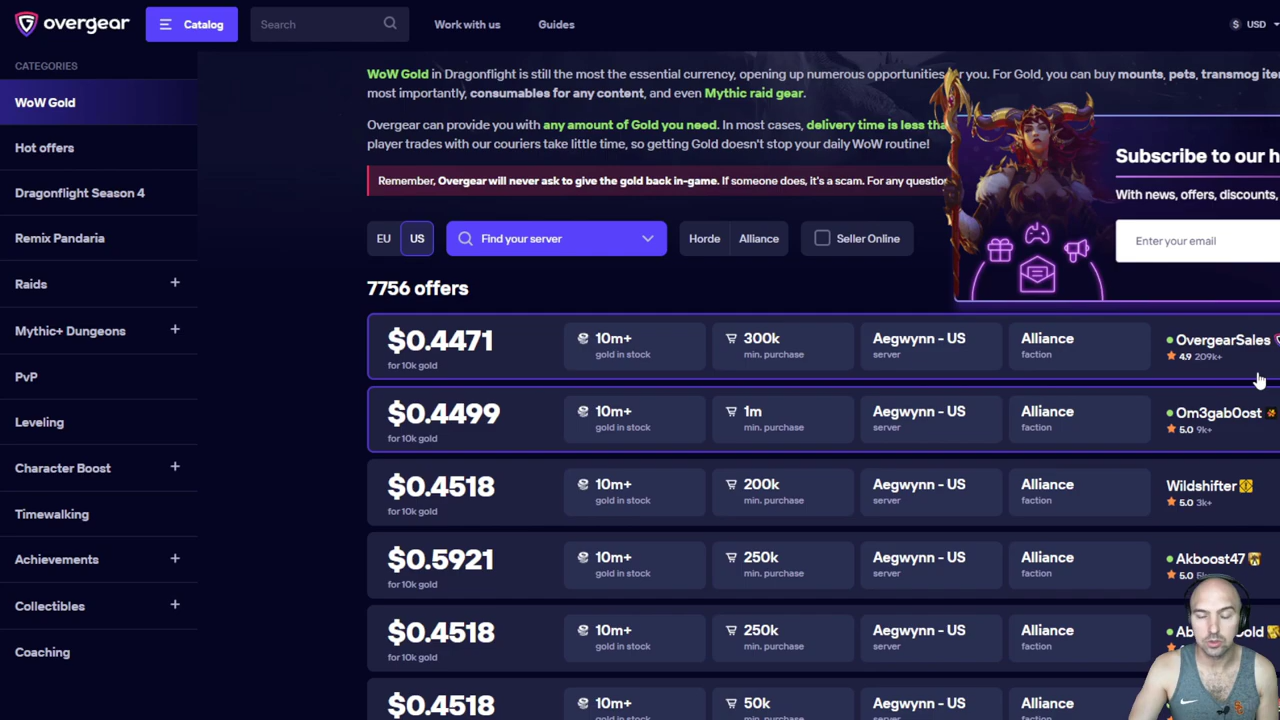 overgear
Catalog
Search
Work with us
Guides
$ USD
CATEGORIES
WoW Gold
Hot offers
Dragonflight Season 4
Remix Pandaria
Raids +
Mythic+ Dungeons +
PvP
Leveling
Character Boost +
Timewalking
Achievements +
Collectibles +
Coaching
WoW Gold in Dragonflight is still the most the essential currency, opening up numerous opportunities for you. For Gold, you can buy mounts, pets, transmog
most importantly, consumables for any content, and even Mythic raid gear.
Overgear can provide you with any amount of Gold you need. In most cases, delivery time is less
player trades with our couriers take little time, so getting Gold doesn't stop your daily WoW routine!
Remember, Overgear will never ask to give the gold back in-game. If someone does, it's a scam. For any
Subscribe to our
With news, offers, discounts,
Enter your email
EU
US
Find your server
Horde
Alliance
Seller Online
7756 offers
$0.4471
for 10k gold
10m+
gold in stock
300k
min. purchase
Aegwynn - US
server
Alliance
faction
OvergearSales
4.9 209k+
$0.4499
for 10k gold
10m+
gold in stock
1m
min. purchase
Aegwynn - US
server
Alliance
faction
Om3gab0ost
5.0 9k+
$0.4518
for 10k gold
10m+
gold in stock
200k
min. purchase
Aegwynn - US
server
Alliance
faction
Wildshifter
5.0 3k+
$0.5921
for 10k gold
10m+
gold in stock
250k
min. purchase
Aegwynn - US
server
Alliance
faction
Akboost47
5.0
$0.4518
for 10k gold
10m+
gold in stock
250k
min. purchase
Aegwynn - US
server
Alliance
faction
$0.4518
10m+
gold in stock
50k
min. purchase
Aegwynn - US
server
Alliance
faction